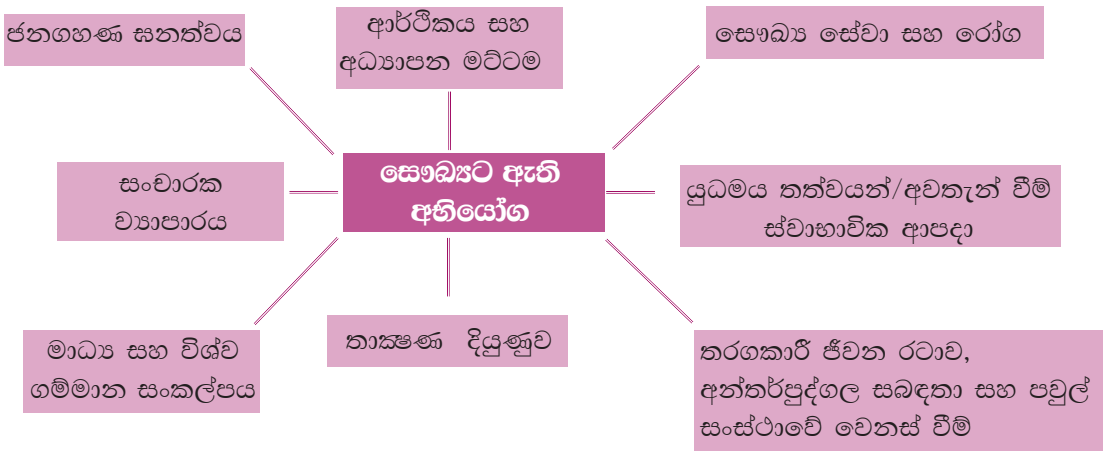 ජනගහණ ඝනත්වය
ආර්ථිකය සහ
අධ්‍යාපන මට්ටම
සෞඛ්‍ය සේවා සහ රෝග
සංචාරක
ව්‍යාපාරය
සෞඛ්‍යට ඇති
අභියෝග
යුධමය තත්වයන්/අවතැන් වීම්
ස්වාභාවික ආපදා
මාධ්‍ය සහ විශ්ව
ගම්මාන සංකල්පය
තාක්‍ෂණ දියුණුව
තරගකාරී ජීවන රටාව,
අන්තර්පුද්ගල සබඳතා සහ පවුල්
සංස්ථාවේ වෙනස් වීම්